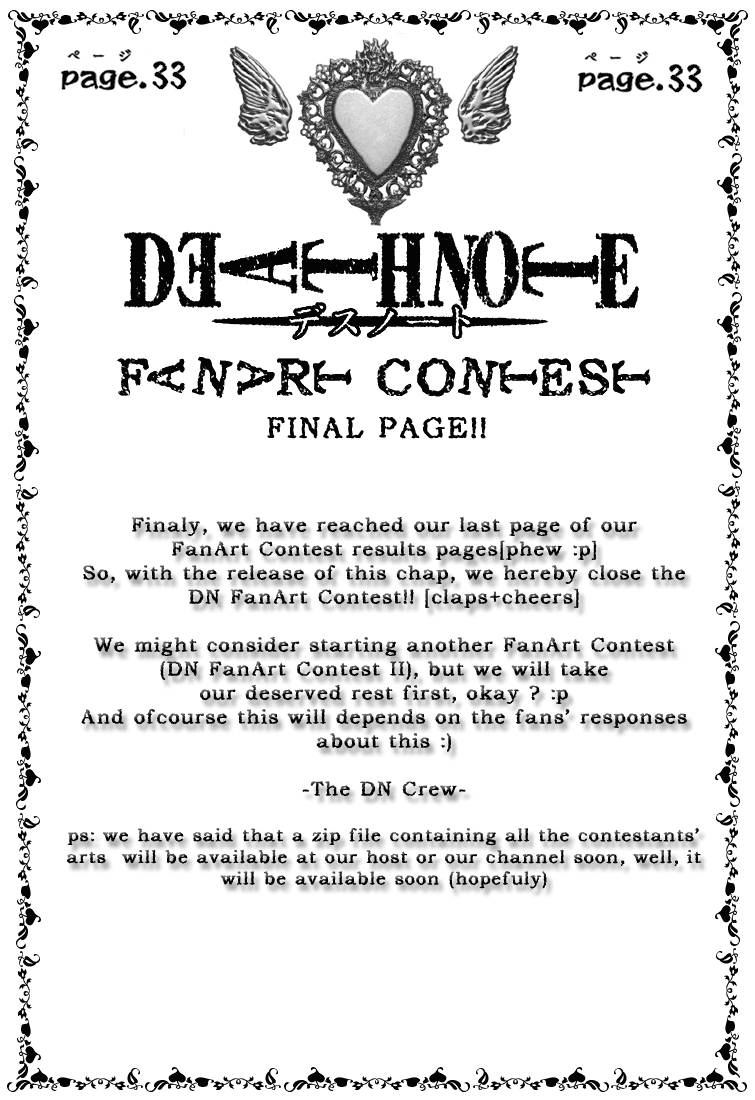 ページ
page.33
ページ
page.33
DEATHNOTE
デスノート
FANART CONTEST
FINAL PAGE!!
Finaly, we have reached our last page of our
FanArt Contest results pages[phew :p]
So, with the release of this chap, we hereby close the
DN FanArt Contest!! [claps+cheers]
We might consider starting another FanArt Contest
(DN FanArt Contest II), but we will take
our deserved rest first, okay ? :p
And ofcourse this will depends on the fans' responses
about this :)
-The DN Crew-
ps: we have said that a zip file containing all the contestants'
arts will be available at our host or our channel soon, well, it
will be available soon (hopefuly)